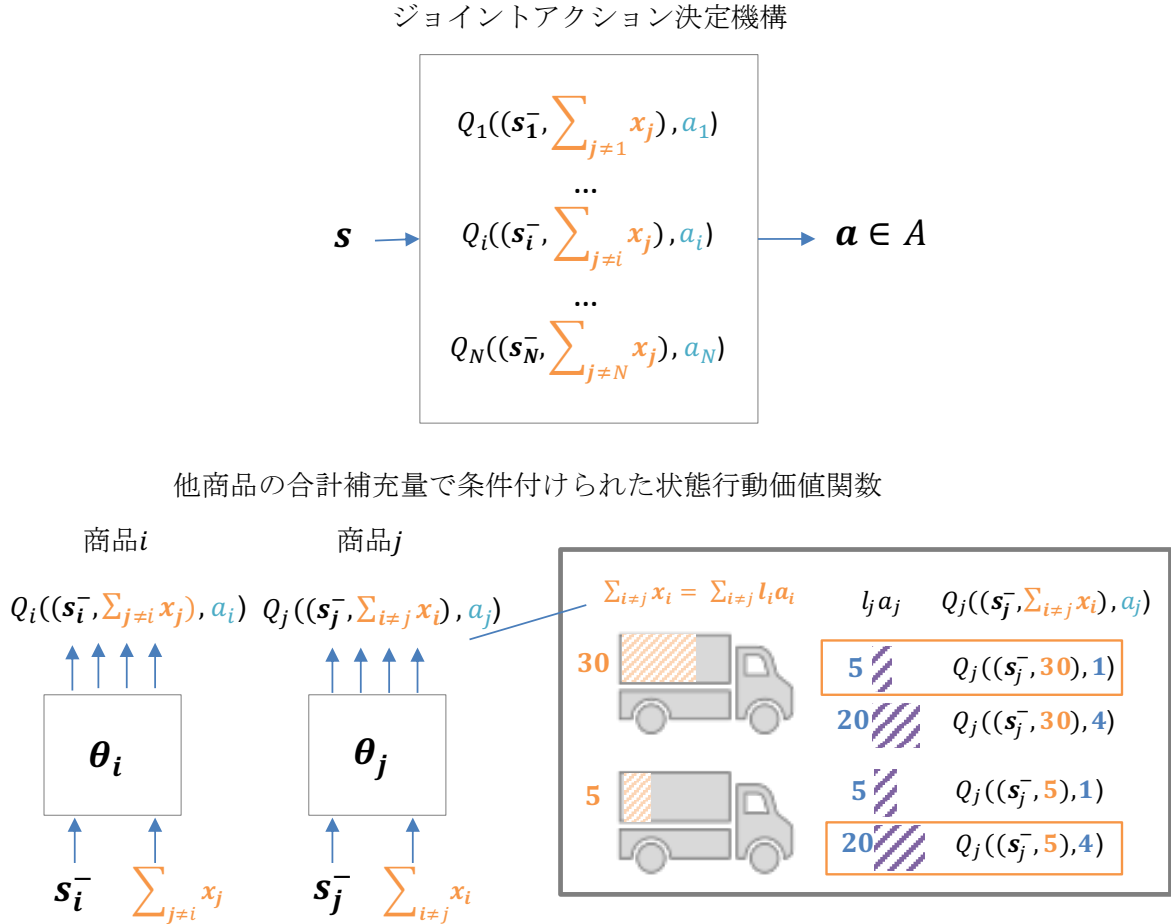 ジョイントアクション決定機構
Q_1((s_1^-, ∑_{j≠1} x_j), a_1)
...
s
Q_i((s_i^-, ∑_{j≠i} x_j), a_i)
a ∈ A
...
Q_N((s_N^-, ∑_{j≠N} x_j), a_N)
他商品の合計補充量で条件付けられた状態行動価値関数
商品i
商品j
Q_i((s_i^-, ∑_{j≠i} x_j), a_i)
Q_j((s_j^-, ∑_{i≠j} x_i), a_j)
θ_i
θ_j
s_i^-
∑_{j≠i} x_j
s_j^-
∑_{i≠j} x_i
∑_{i≠j} x_i = ∑_{i≠j} l_i a_i
l_j a_j
Q_j((s_j^-, ∑_{i≠j} x_i), a_j)
30
5
Q_j((s_j^-, 30), 1)
20
Q_j((s_j^-, 30), 4)
5
5
Q_j((s_j^-, 5), 1)
20
Q_j((s_j^-, 5), 4)